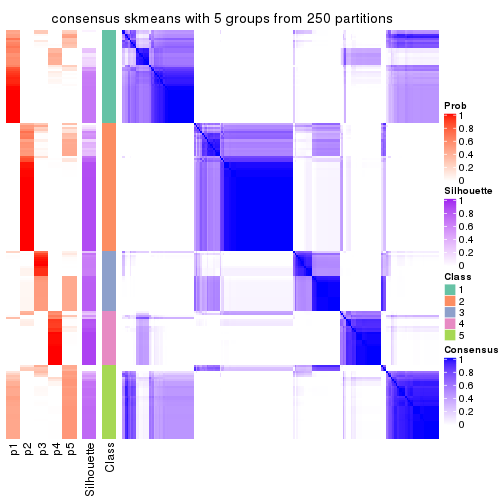 consensus skmeans with 5 groups from 250 partitions
Prob
1
0.8
0.6
0.4
0.2
0
Silhouette
1
0.8
0.6
0.4
0.2
0
Class
1
2
3
4
5
Consensus
1
0.8
0.6
0.4
0.2
0
p1
p2
p3
p4
p5
Silhouette
Class